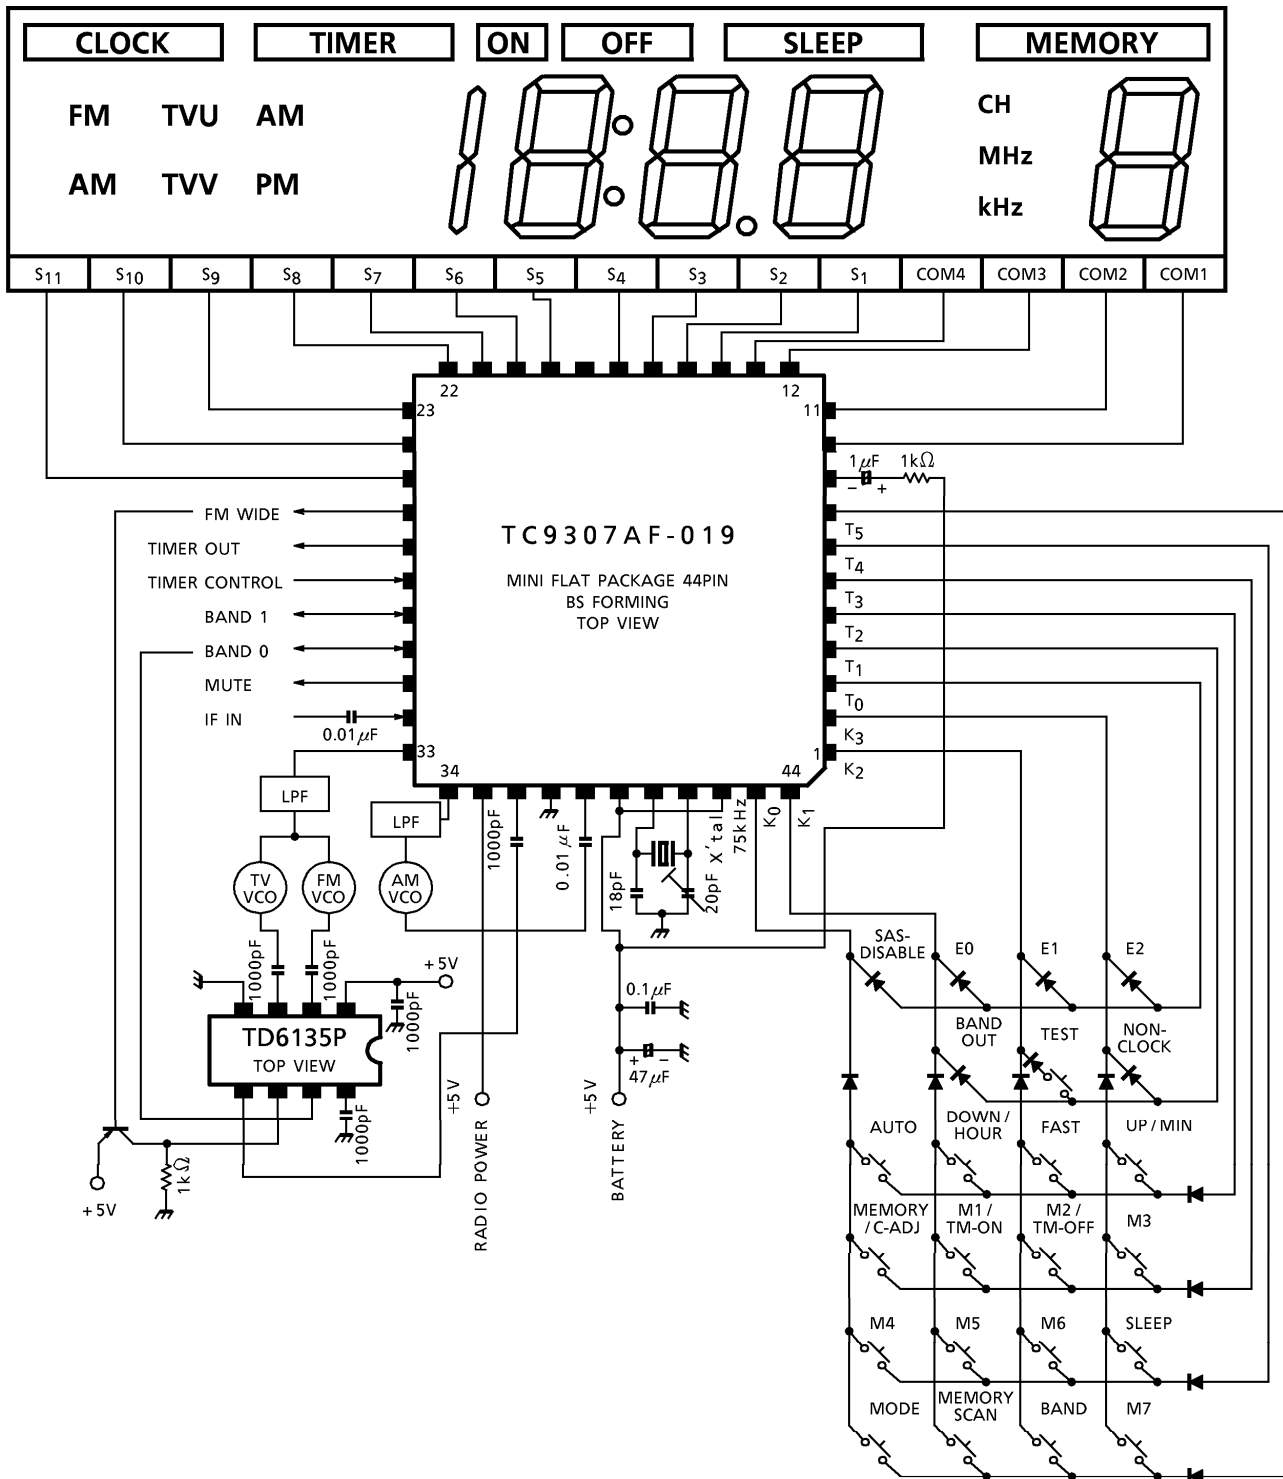 CLOCK TIMER ON OFF SLEEP MEMORY
FM TVU AM CH
MHz
AM TVV PM kHz
S11 S10 S9 S8 S7 S6 S5 S4 S3 S2 S1 COM4 COM3 COM2 COM1
22 12
23 11
1μF 1kΩ
− +
TC9307AF-019
MINI FLAT PACKAGE 44PIN
BS FORMING
TOP VIEW
FM WIDE
TIMER OUT
TIMER CONTROL
BAND 1
BAND 0
MUTE
IF IN
0.01μF
T5
T4
T3
T2
T1
T0
K3
K2
33 1
34 44
LPF
LPF
1000pF
0.01μF
18pF
20pF
X'tal
75kHz
K0
K1
TV
VCO
FM
VCO
AM
VCO
1000pF
1000pF
+5V
1000pF
TD6135P
TOP VIEW
1000pF
1kΩ
+5V
+5V
RADIO POWER
+5V
BATTERY
0.1μF
+ −
47μF
SAS-
DISABLE
E0 E1 E2
BAND
OUT
TEST
NON-
CLOCK
AUTO
DOWN/
HOUR
FAST
UP/MIN
MEMORY
/C-ADJ
M1/
TM-ON
M2/
TM-OFF
M3
M4 M5 M6 SLEEP
MODE
MEMORY
SCAN
BAND
M7